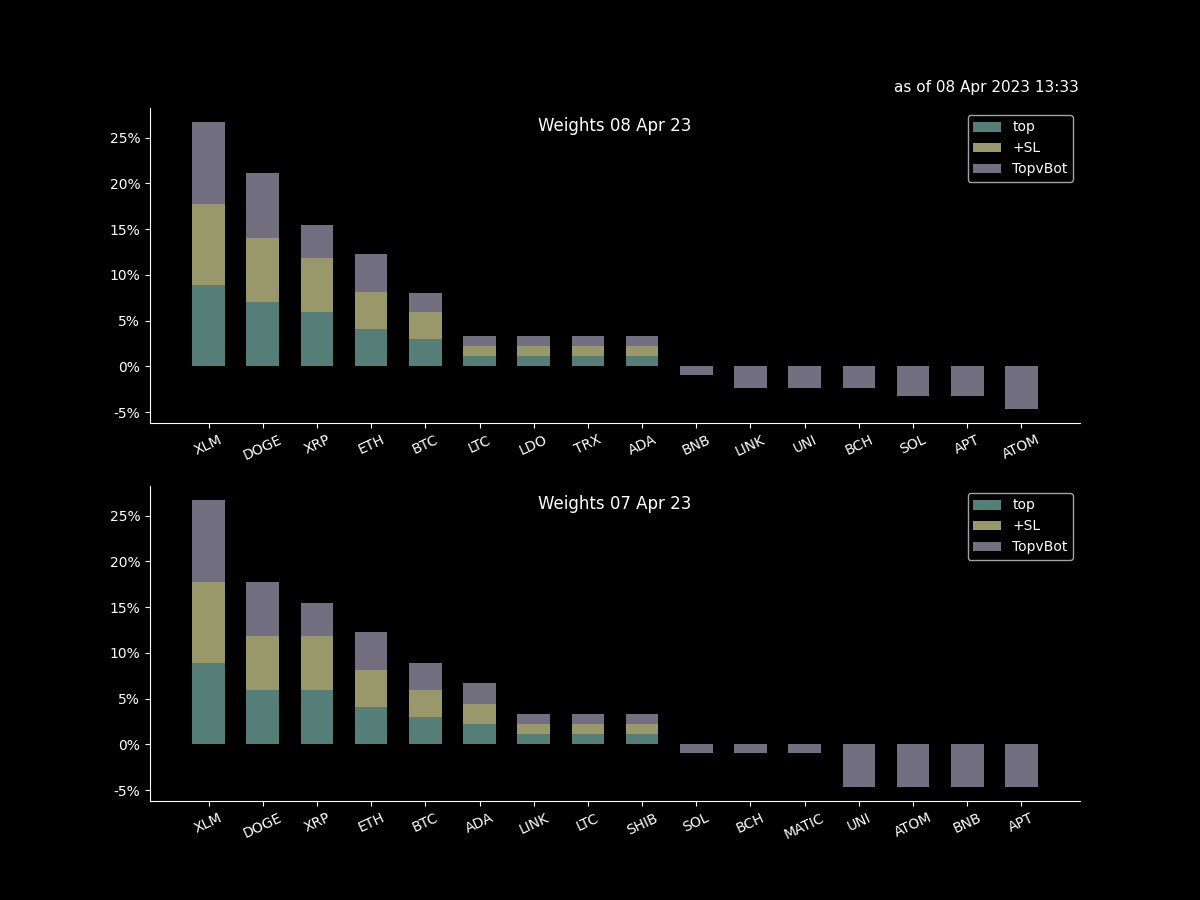 as of 08 Apr 2023 13:33
Weights 08 Apr 23
top
+SL
TopvBot
25%
20%
15%
10%
5%
0%
-5%
XLM DOGE XRP ETH BTC LTC LDO TRX ADA BNB LINK UNI BCH SOL APT ATOM
Weights 07 Apr 23
top
+SL
TopvBot
25%
20%
15%
10%
5%
0%
-5%
XLM DOGE XRP ETH BTC ADA LINK LTC SHIB SOL BCH MATIC UNI ATOM BNB APT